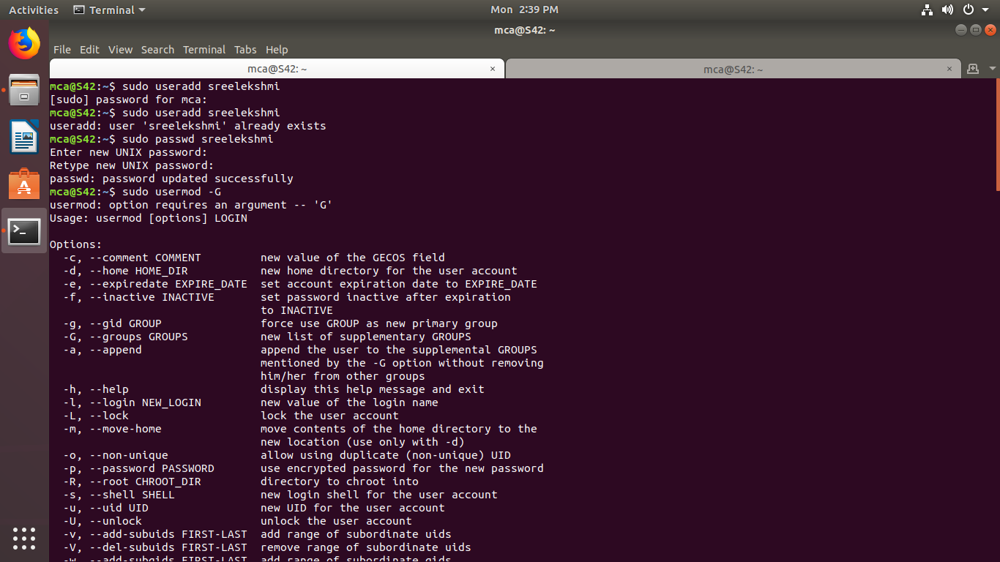 Activities Terminal Mon 2:39 PM
mca@S42: ~
File Edit View Search Terminal Tabs Help
mca@S42: ~ × mca@S42: ~ ×
mca@S42:~$ sudo useradd sreelekshmi
[sudo] password for mca:
mca@S42:~$ sudo useradd sreelekshmi
useradd: user 'sreelekshmi' already exists
mca@S42:~$ sudo passwd sreelekshmi
Enter new UNIX password:
Retype new UNIX password:
passwd: password updated successfully
mca@S42:~$ sudo usermod -G
usermod: option requires an argument -- 'G'
Usage: usermod [options] LOGIN

Options:
  -c, --comment COMMENT         new value of the GECOS field
  -d, --home HOME_DIR           new home directory for the user account
  -e, --expiredate EXPIRE_DATE  set account expiration date to EXPIRE_DATE
  -f, --inactive INACTIVE       set password inactive after expiration
                                to INACTIVE
  -g, --gid GROUP               force use GROUP as new primary group
  -G, --groups GROUPS           new list of supplementary GROUPS
  -a, --append                  append the user to the supplemental GROUPS
                                mentioned by the -G option without removing
                                him/her from other groups
  -h, --help                    display this help message and exit
  -l, --login NEW_LOGIN         new value of the login name
  -L, --lock                    lock the user account
  -m, --move-home               move contents of the home directory to the
                                new location (use only with -d)
  -o, --non-unique              allow using duplicate (non-unique) UID
  -p, --password PASSWORD       use encrypted password for the new password
  -R, --root CHROOT_DIR         directory to chroot into
  -s, --shell SHELL             new login shell for the user account
  -u, --uid UID                 new UID for the user account
  -U, --unlock                  unlock the user account
  -v, --add-subuids FIRST-LAST  add range of subordinate uids
  -V, --del-subuids FIRST-LAST  remove range of subordinate uids
  -w, --add-subgids FIRST-LAST  add range of subordinate gids